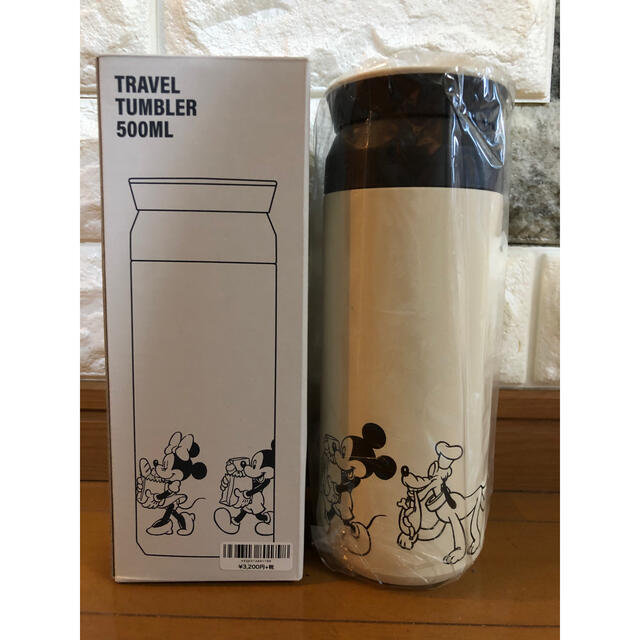 TRAVEL
TUMBLER
500ML
¥3,200円+税